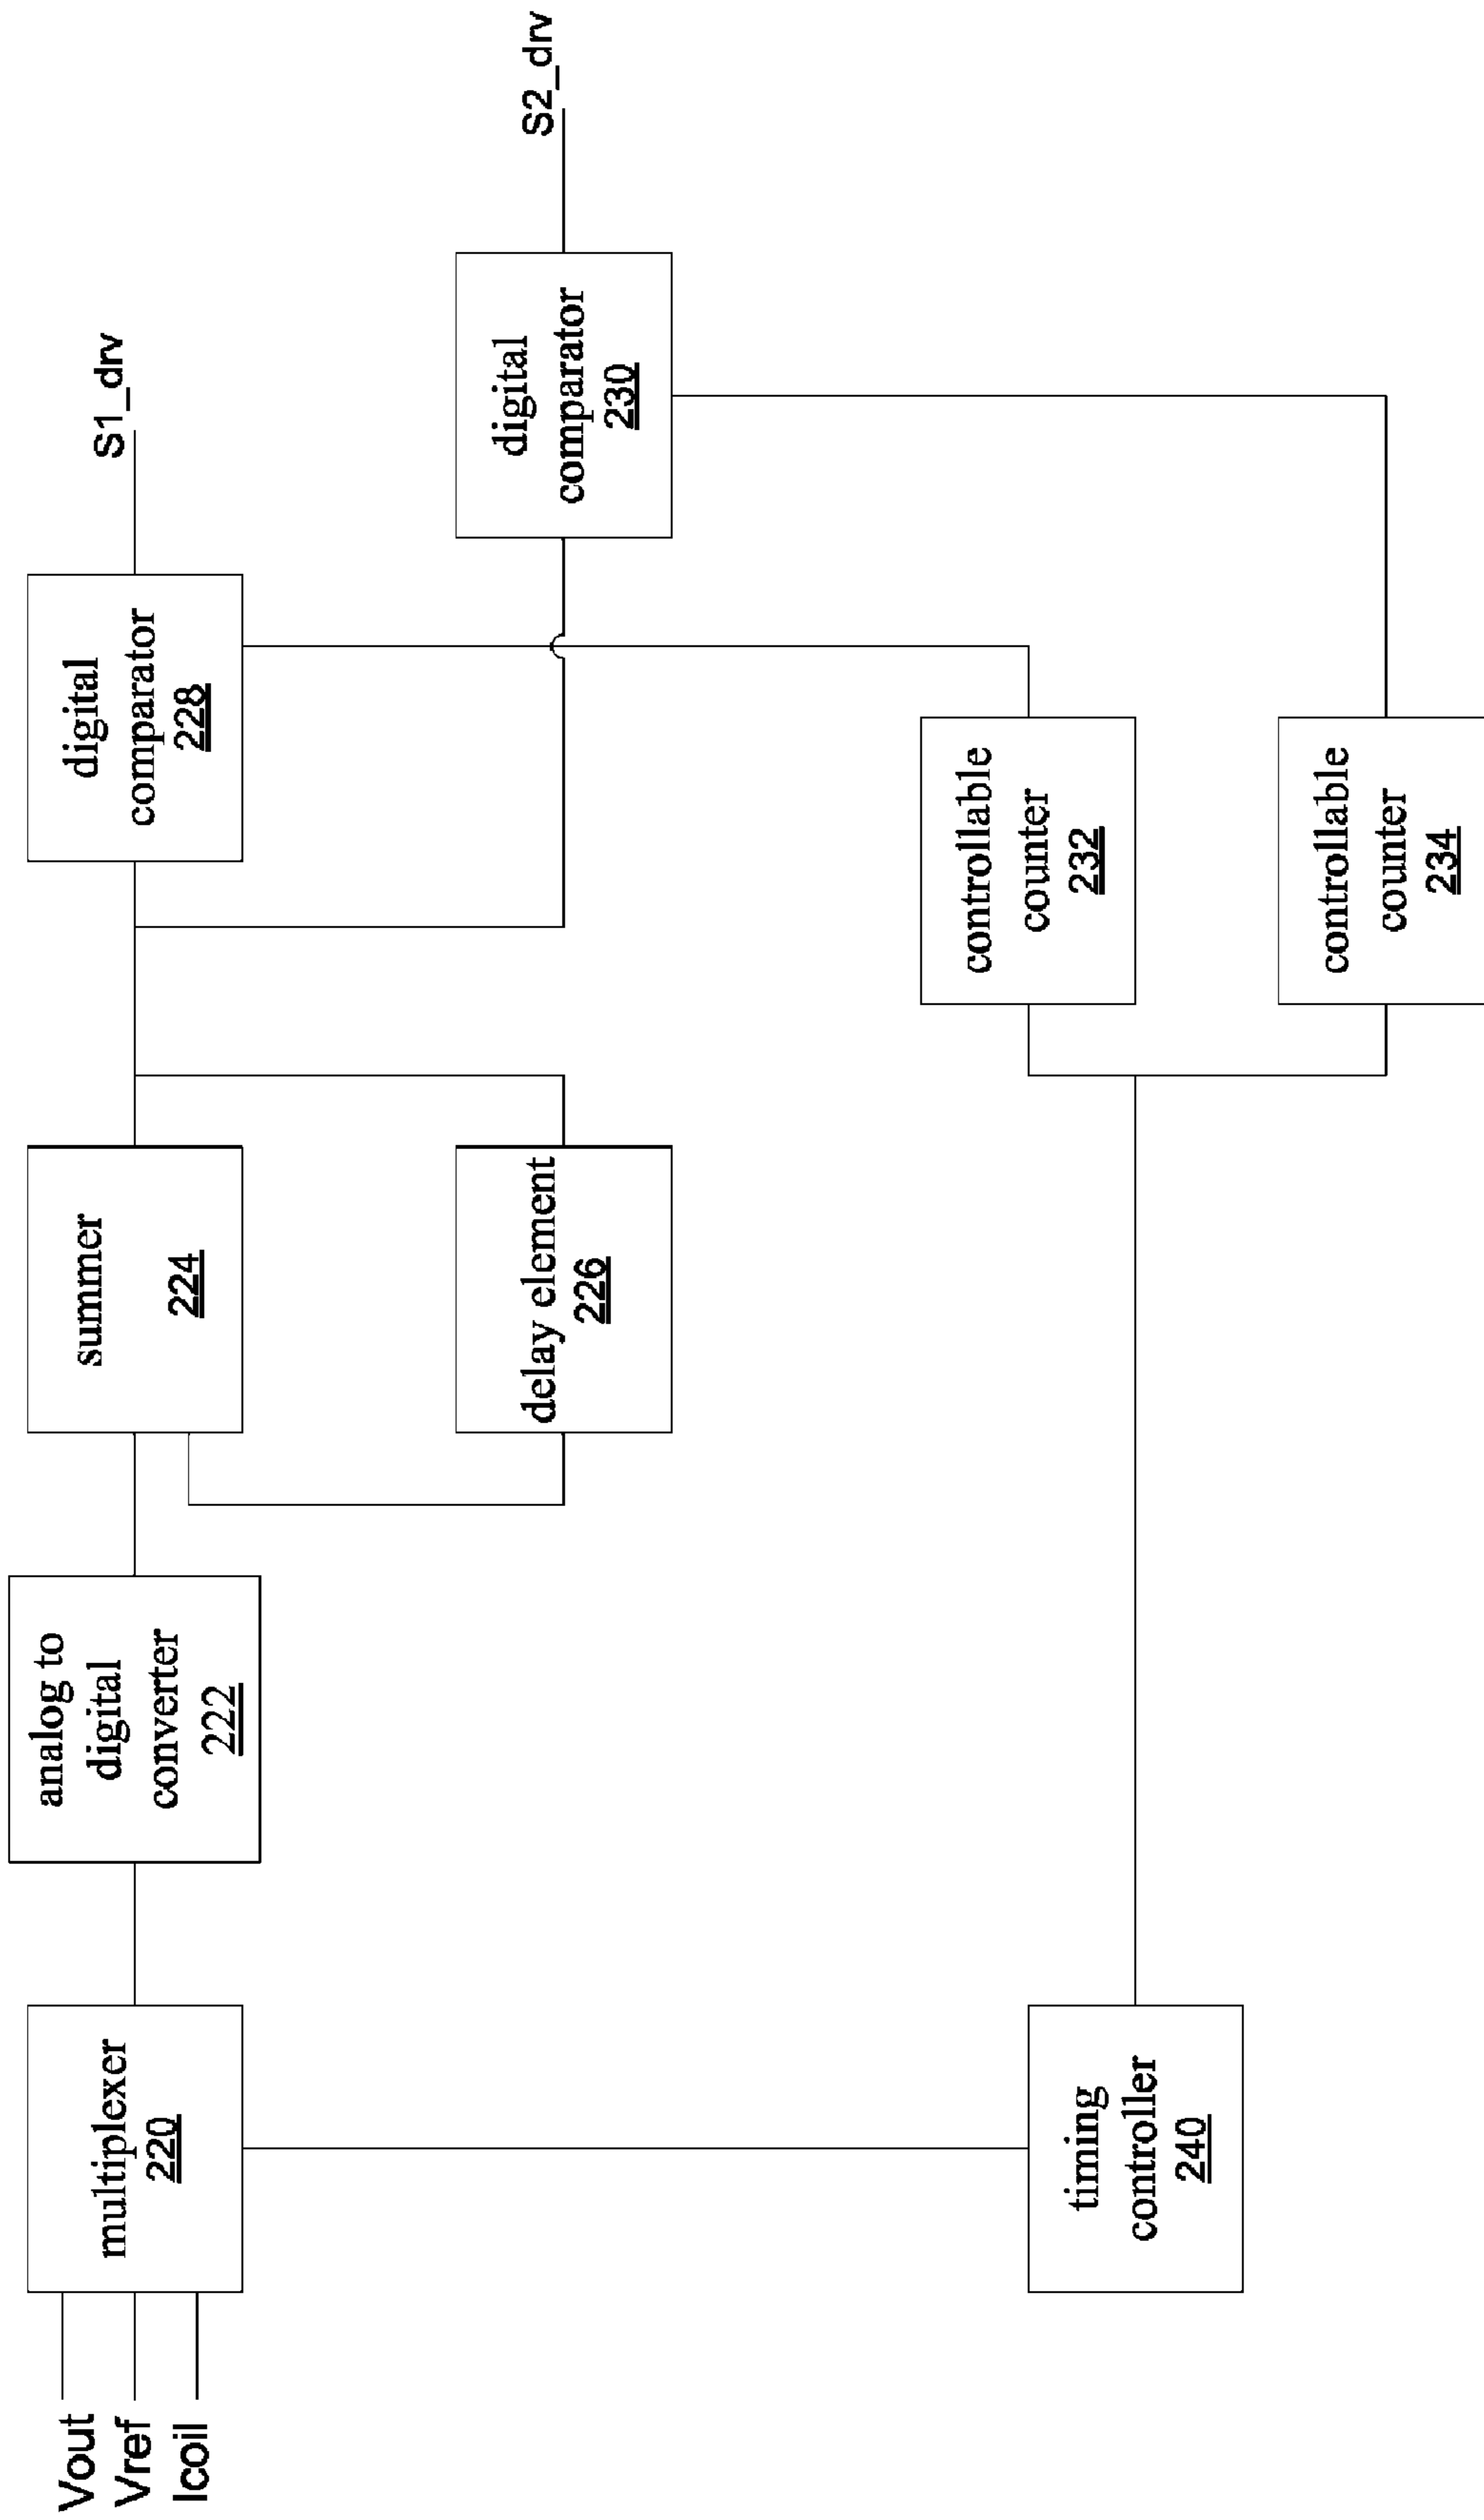 Vout
Vref
Icoil
multiplexer
220
analog to
digital
converter
222
summer
224
digital
comparator
228
S1_drv
delay element
226
digital
comparator
230
S2_drv
timing
controller
240
controllable
counter
232
controllable
counter
234